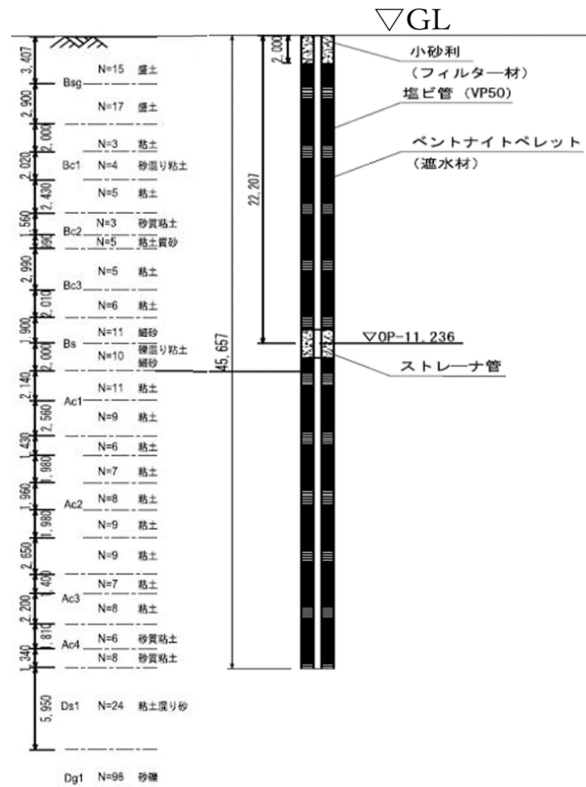 ▽GL
3,407
N=15 盛土
Bsg
2,900
N=17 盛土
2,000
N=3 粘土
Bc1
2,020
N=4 砂混り粘土
2,430
N=5 粘土
1,560
N=3 砂質粘土
Bc2
990
N=5 粘土質砂
2,990
N=5 粘土
Bc3
2,010
N=6 粘土
1,900
N=11 細砂
Bs
2,000
N=10 礫混り粘土
細砂
2,140
N=11 粘土
Ac1
2,560
N=9 粘土
1,430
N=6 粘土
1,980
N=7 粘土
Ac2
1,960
N=8 粘土
1,980
N=9 粘土
2,650
N=9 粘土
1,400
N=7 粘土
Ac3
2,200
N=8 粘土
1,810
N=6 砂質粘土
Ac4
1,340
N=8 砂質粘土
5,950
Ds1 N=24 粘土混り砂
Dg1 N=98 砂礫
2,000
22,207
45,657
小砂利
(フィルター材)
塩ビ管 (VP50)
ベントナイトペレット
(遮水材)
▽OP-11,236
ストレーナ管